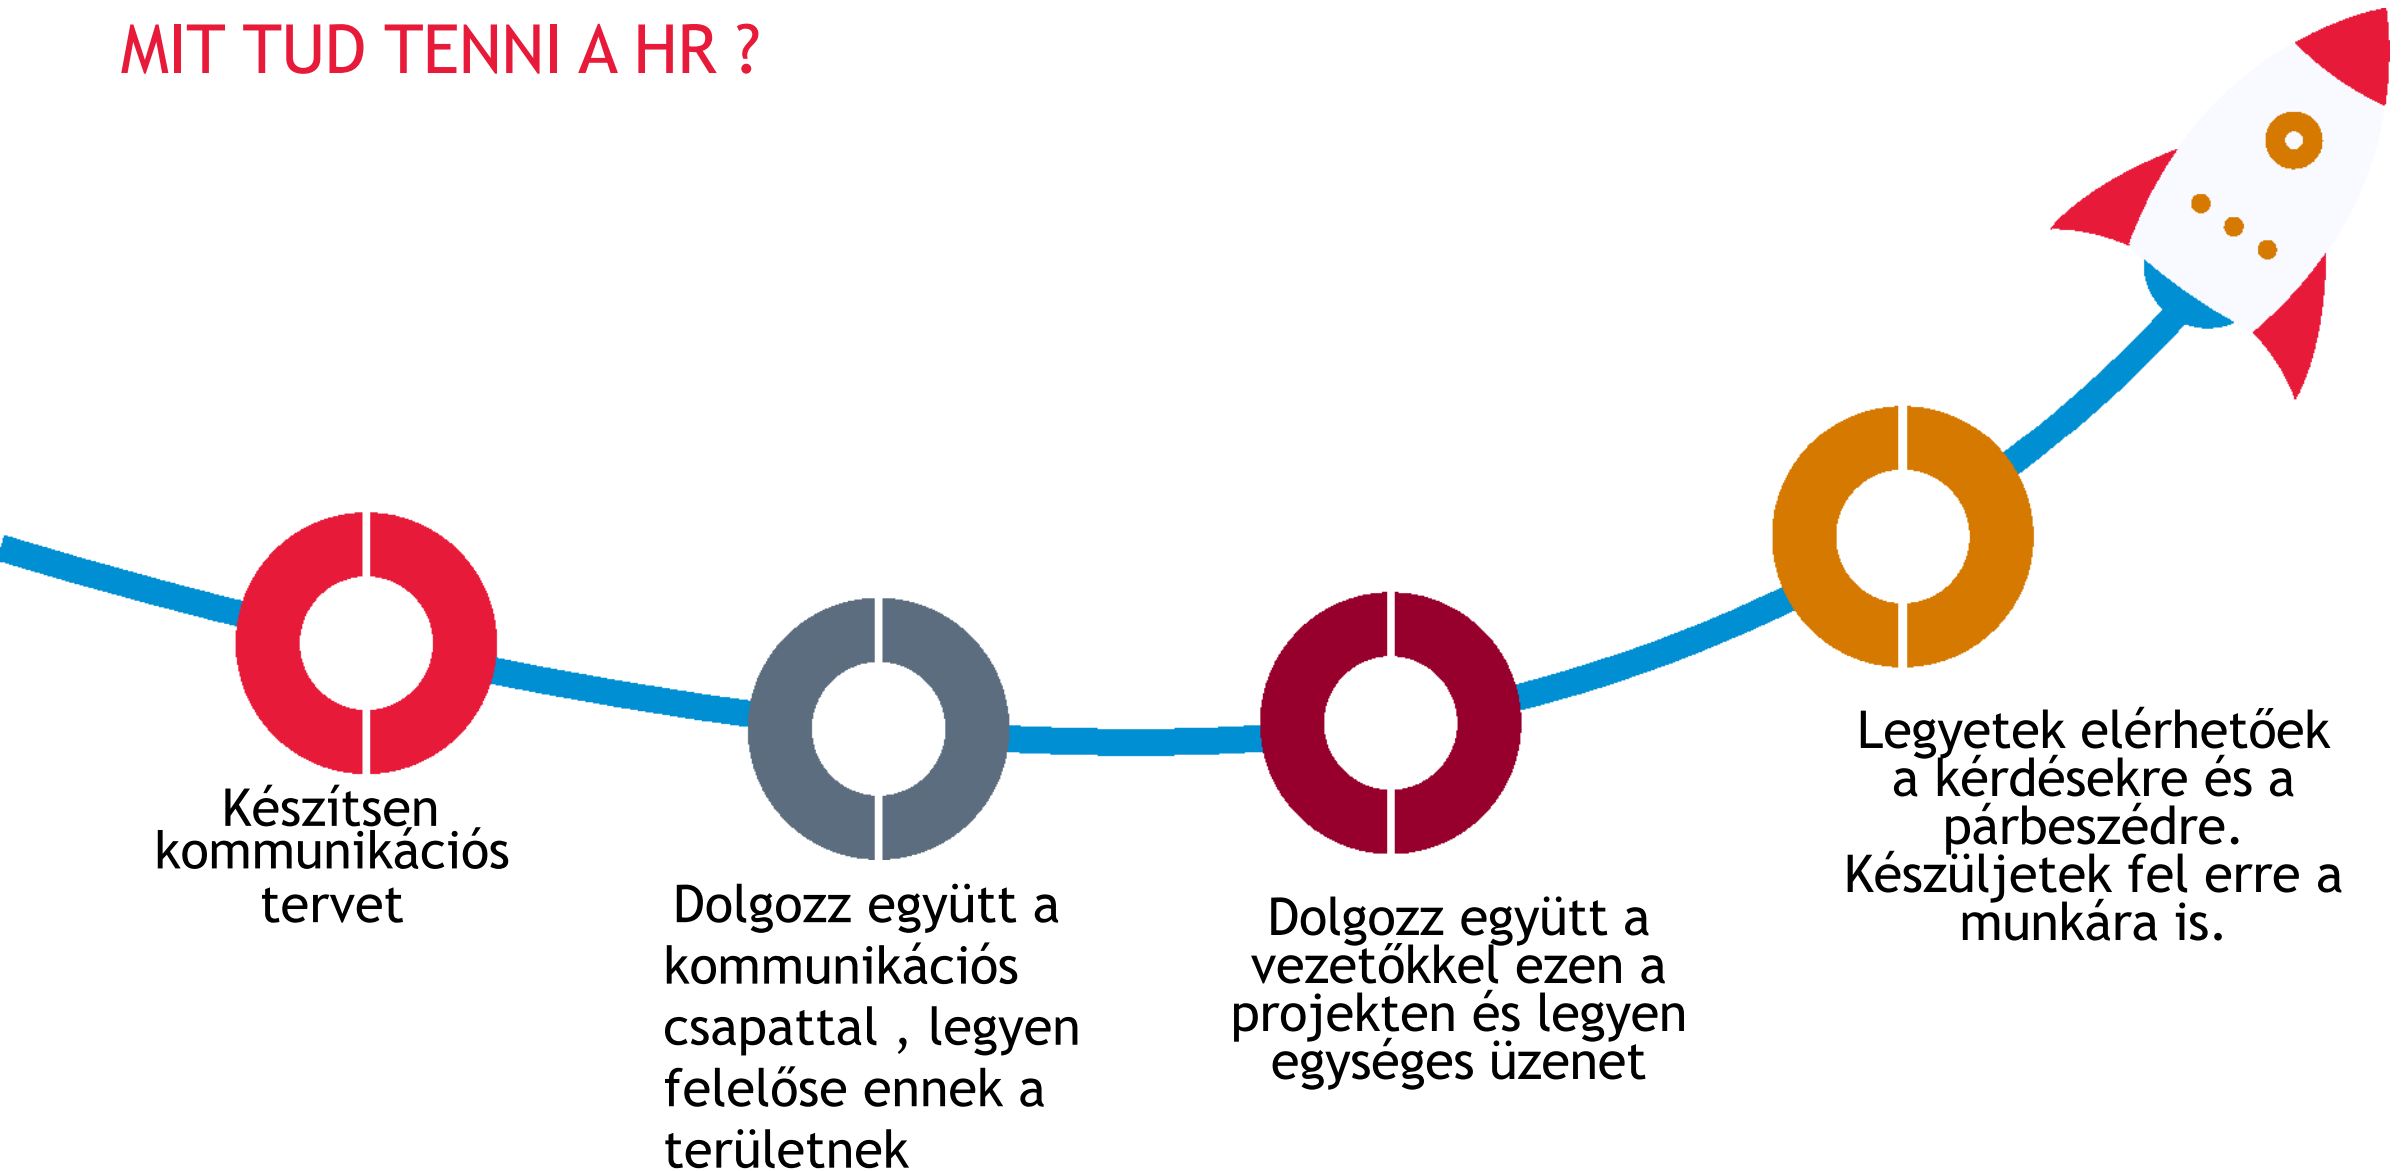 MIT TUD TENNI A HR ?
Készítsen
kommunikációs
tervet
Dolgozz együtt a
kommunikációs
csapattal , legyen
felelőse ennek a
területnek
Dolgozz együtt a
vezetőkkel ezen a
projekten és legyen
egységes üzenet
Legyetek elérhetőek
a kérdésekre és a
párbeszédre.
Készüljetek fel erre a
munkára is.